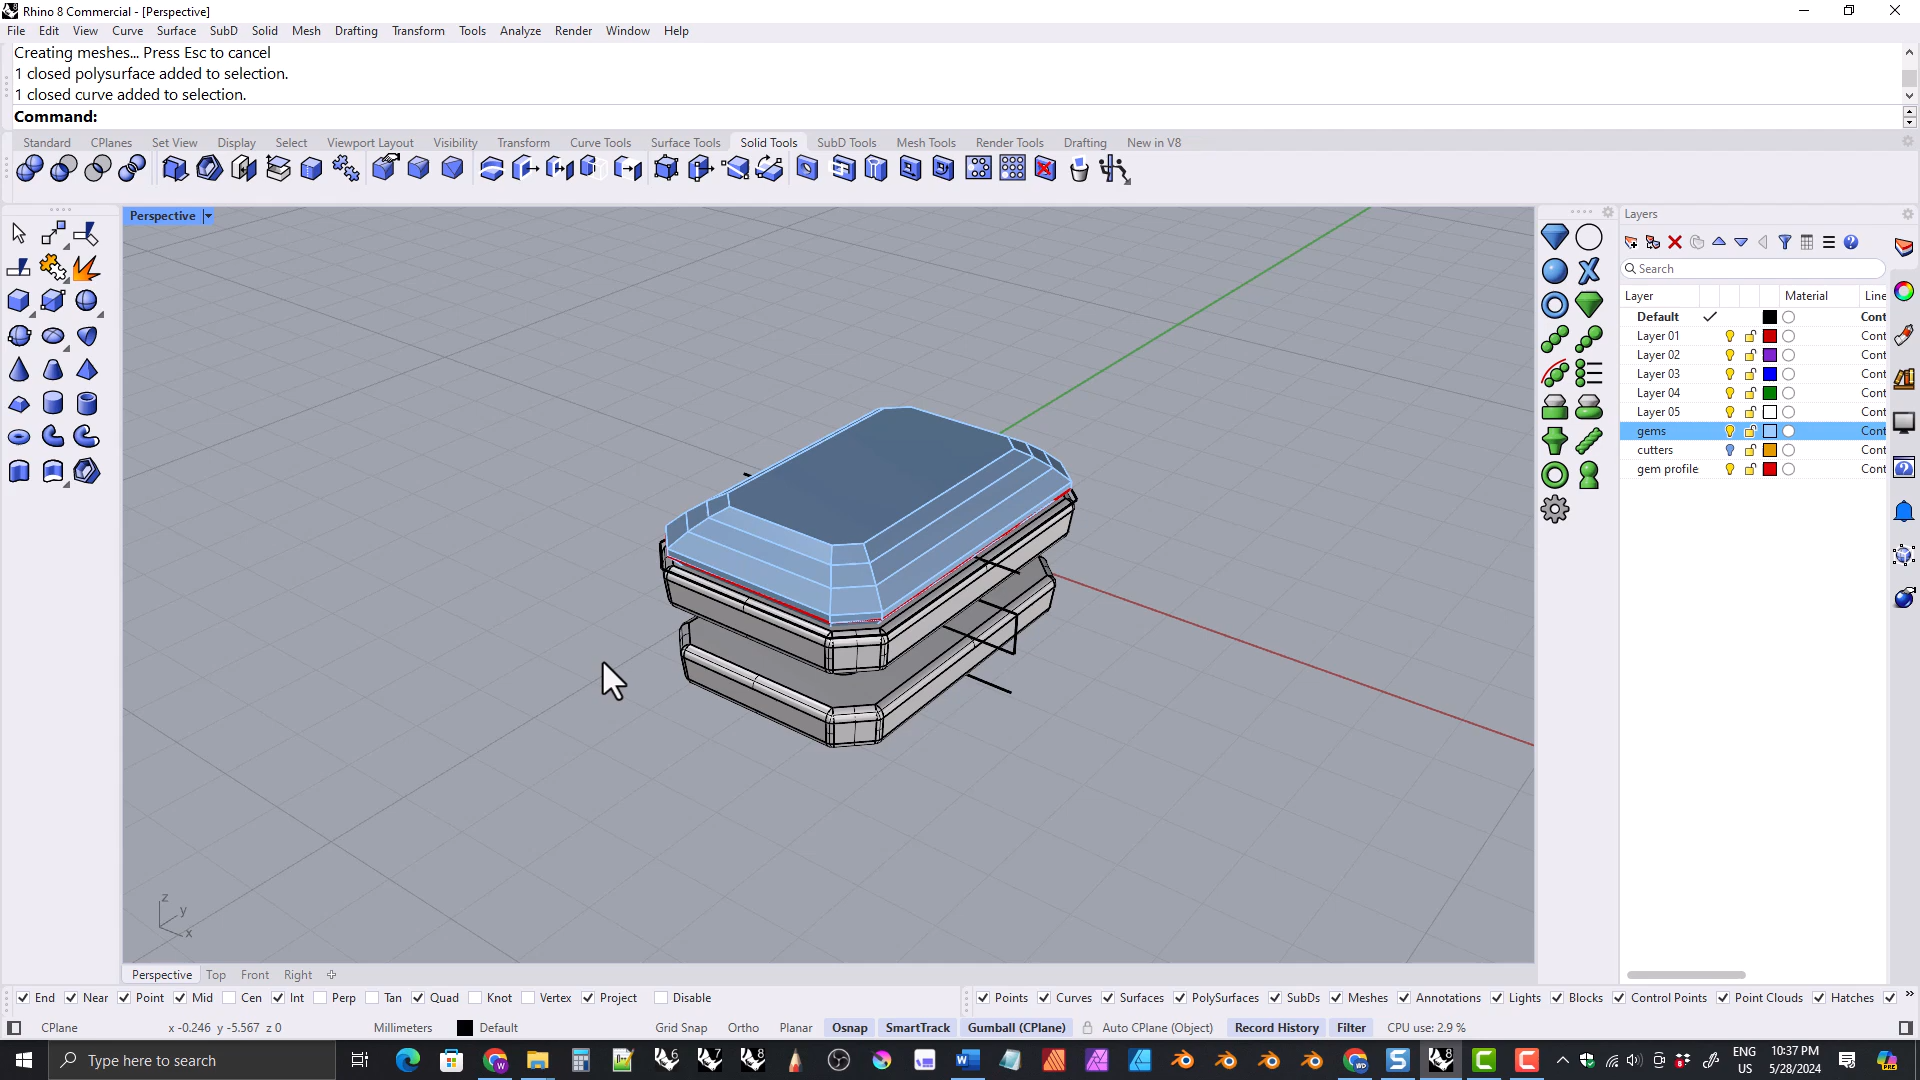 Rhino 8 Commercial - [Perspective]
File Edit View Curve Surface SubD Solid Mesh Drafting Transform Tools Analyze Render Window Help
Creating meshes... Press Esc to cancel
1 closed polysurface added to selection.
1 closed curve added to selection.
Command:
Standard CPlanes Set View Display Select Viewport Layout Visibility Transform Curve Tools Surface Tools Solid Tools SubD Tools Mesh Tools Render Tools Drafting New in V8
Perspective
Layers
Search
Layer Material Line
Default Cont
Layer 01 Cont
Layer 02 Cont
Layer 03 Cont
Layer 04 Cont
Layer 05 Cont
gems Cont
cutters Cont
gem profile Cont
z
y
x
Perspective Top Front Right
End Near Point Mid Cen Int Perp Tan Quad Knot Vertex Project Disable
Points Curves Surfaces PolySurfaces SubDs Meshes Annotations Lights Blocks Control Points Point Clouds Hatches
CPlane x -0.246 y -5.567 z 0 Millimeters Default Grid Snap Ortho Planar Osnap SmartTrack Gumball (CPlane) Auto CPlane (Object) Record History Filter CPU use: 2.9 %
Type here to search
6 7 8 8
ENG
US
10:37 PM
5/28/2024